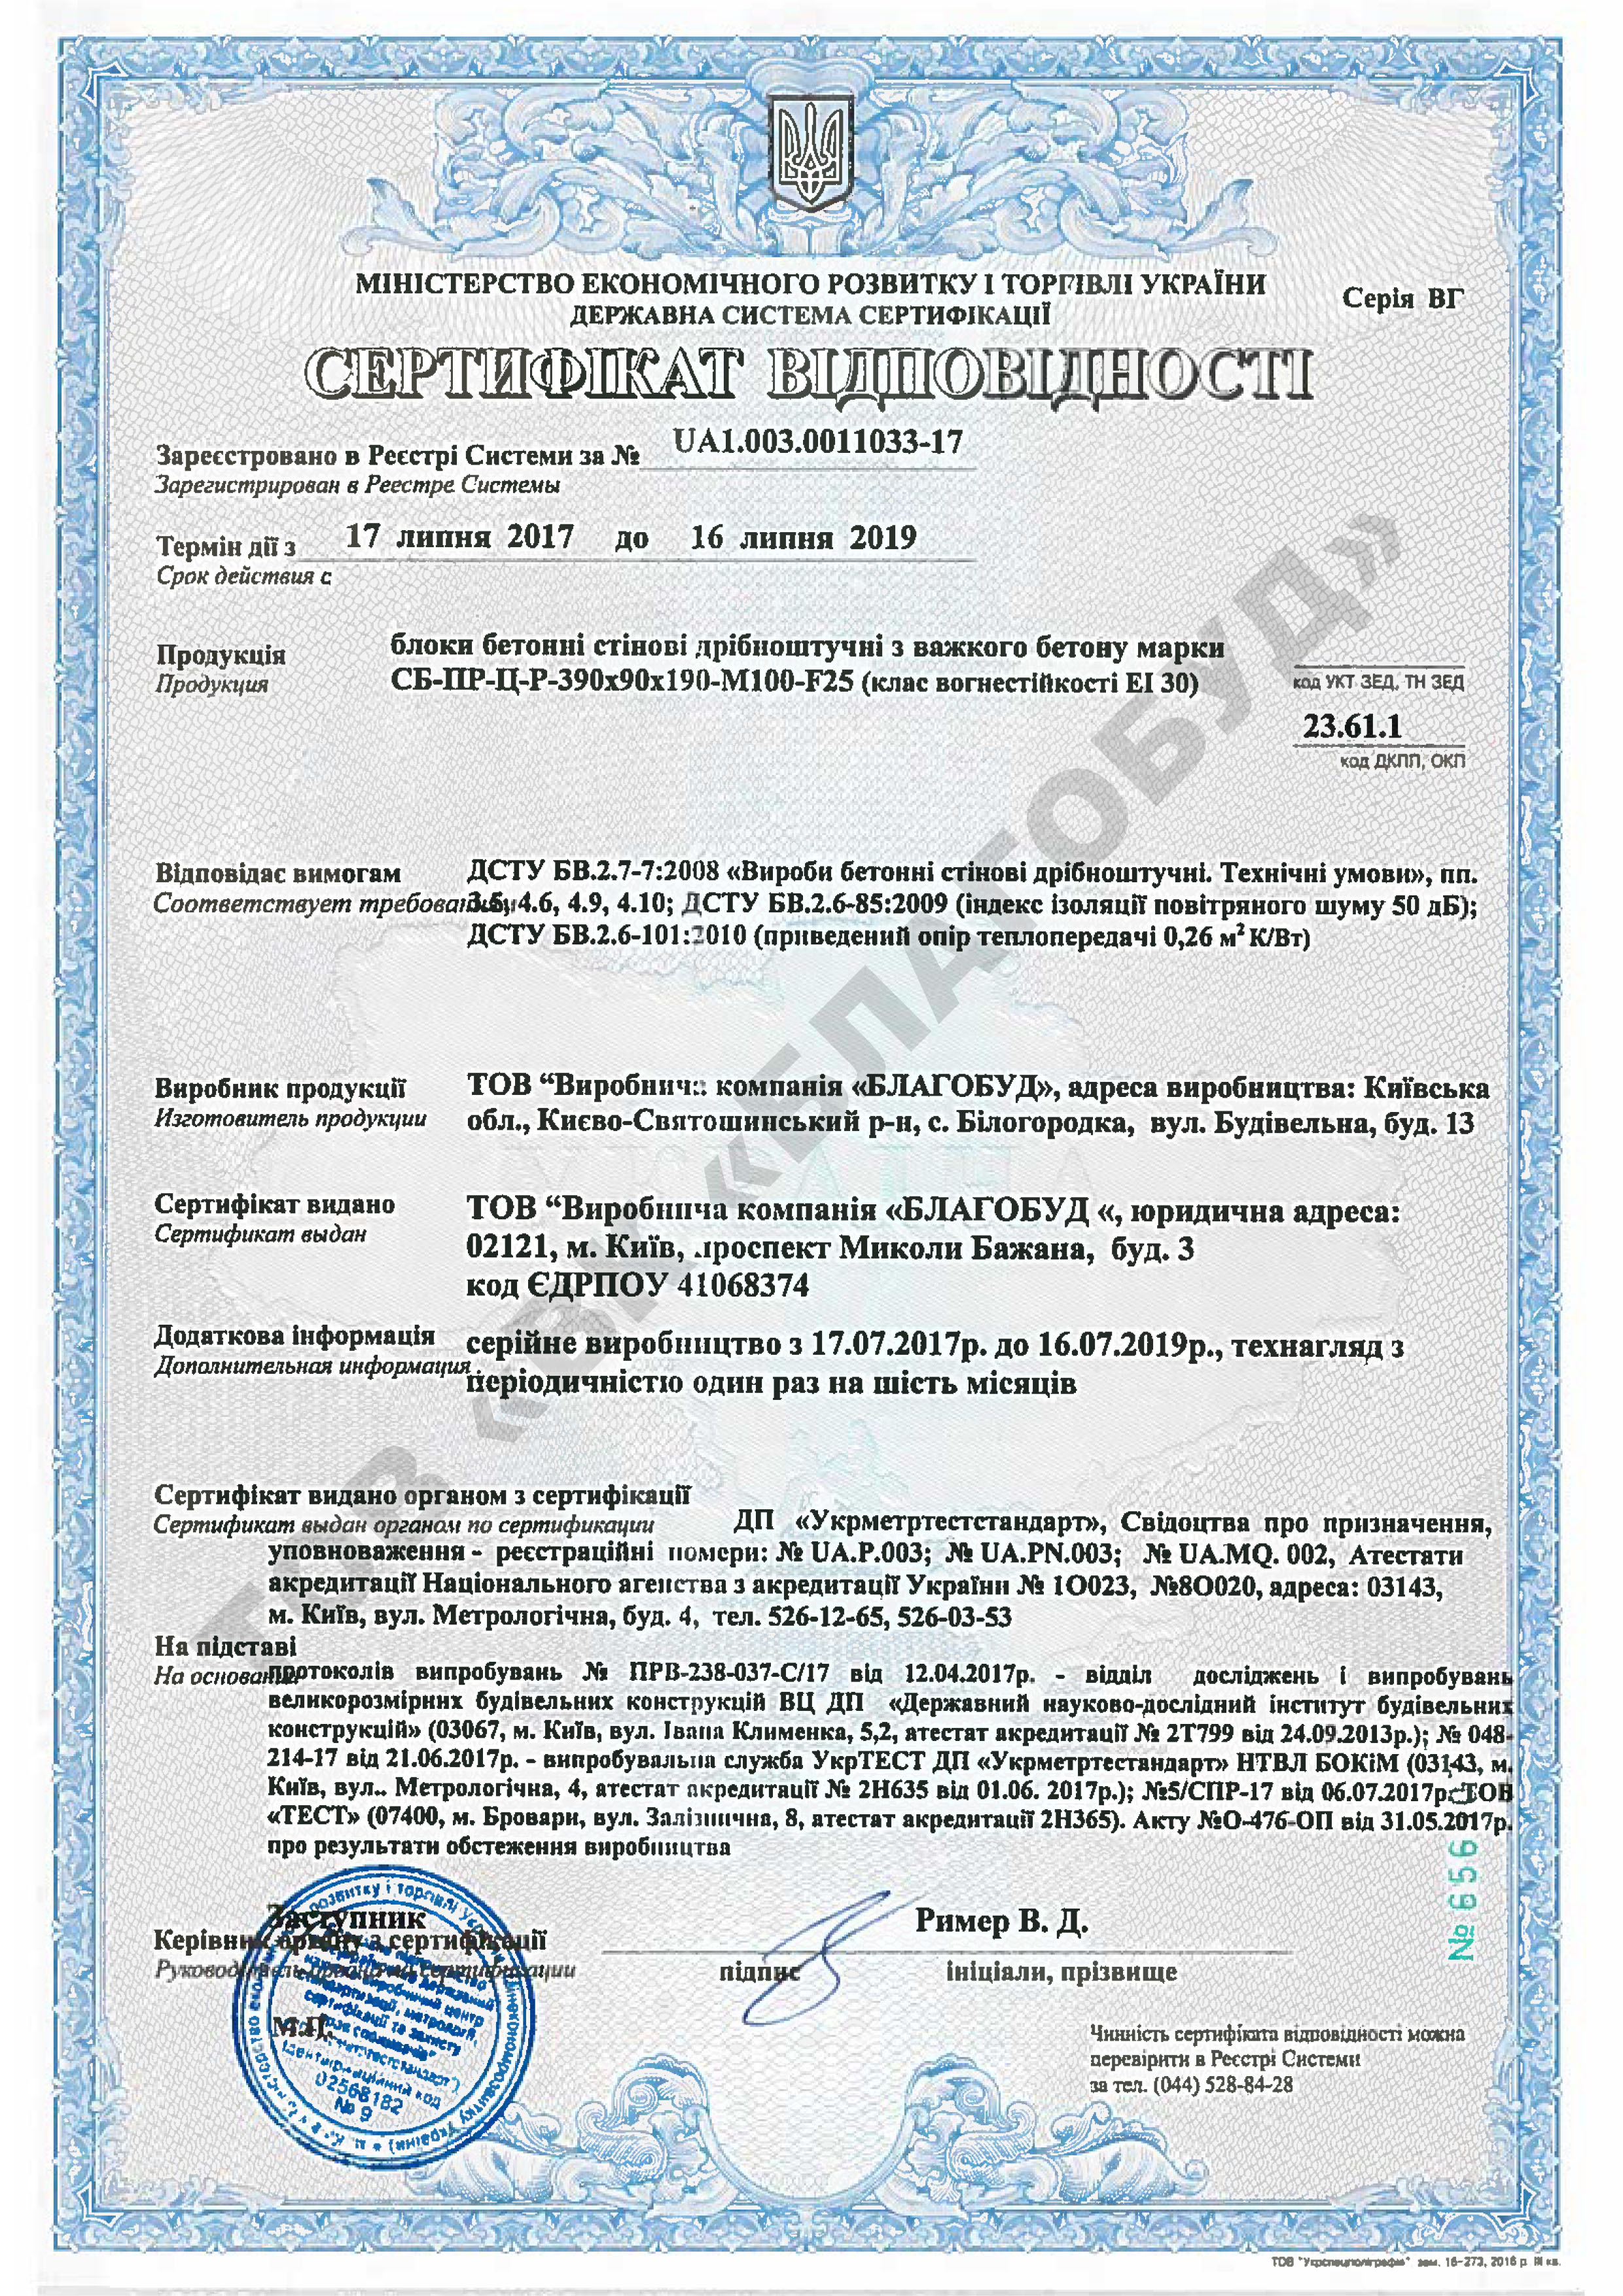 МІНІСТЕРСТВО ЕКОНОМІЧНОГО РОЗВИТКУ І ТОРГІВЛІ УКРАЇНИ
ДЕРЖАВНА СИСТЕМА СЕРТИФІКАЦІЇ
Серія ВГ
СЕРТИФІКАТ ВІДПОВІДНОСТІ
Зареєстровано в Реєстрі Системи за № UA1.003.0011033-17
Зарегистрирован в Реестре Системы
Термін дії з 17 липня 2017 до 16 липня 2019
Срок действия с
Продукція блоки бетонні стінові дрібноштучні з важкого бетону марки
Продукция СБ-ПР-Ц-Р-390х90х190-М100-F25 (клас вогнестійкості ЕІ 30)
код УКТ ЗЕД, ТН ЗЕД
23.61.1
код ДКПП, ОКП
Відповідає вимогам ДСТУ БВ.2.7-7:2008 «Вироби бетонні стінові дрібноштучні. Технічні умови», пп.
Соответствует 4.6, 4.9, 4.10; ДСТУ БВ.2.6-85:2009 (індекс ізоляції повітряного шуму 50 дБ);
ДСТУ БВ.2.6-101:2010 (приведений опір теплопередачі 0,26 м² К/Вт)
Виробник продукції ТОВ “Виробнича компанія «БЛАГОБУД», адреса виробництва: Київська
Изготовитель продукции обл., Києво-Святошинський р-н, с. Білогородка, вул. Будівельна, буд. 13
Сертифікат видано ТОВ “Виробнича компанія «БЛАГОБУД «, юридична адреса:
Сертификат выдан 02121, м. Київ, проспект Миколи Бажана, буд. 3
код ЄДРПОУ 41068374
Додаткова інформація серійне виробництво з 17.07.2017р. до 16.07.2019р., технагляд з
Дополнительная информация періодичністю один раз на шість місяців
Сертифікат видано органом з сертифікації
Сертификат выдан органом по сертификации ДП «Укрметртестстандарт», Свідоцтва про призначення,
уповноваження - реєстраційні номери: № UA.P.003; № UA.PN.003; № UA.MQ. 002, Атестати
акредитації Національного агенства з акредитації України № 1О023, №8О020, адреса: 03143,
м. Київ, вул. Метрологічна, буд. 4, тел. 526-12-65, 526-03-53
На підставі
На протоколів випробувань № ПРВ-238-037-С/17 від 12.04.2017р. - відділ досліджень і випробувань
великорозмірних будівельних конструкцій ВЦ ДП «Державний науково-дослідний інститут будівельних
конструкцій» (03067, м. Київ, вул. Івана Клименка, 5,2, атестат акредитації № 2Т799 від 24.09.2013р.); № 048-
214-17 від 21.06.2017р. - випробувальна служба УкрТЕСТ ДП «Укрметртестандарт» НТВЛ БОКіМ (03143, м.
Київ, вул.. Метрологічна, 4, атестат акредитації № 2Н635 від 01.06. 2017р.); №5/СПР-17 від 06.07.2017р ТОВ
«ТЕСТ» (07400, м. Бровари, вул. Залізнична, 8, атестат акредитації 2Н365). Акту №О-476-ОП від 31.05.2017р.
про результати обстеження виробництва
№ 656
Заступник
Керівник органу з сертифікації
Ример В. Д.
підпис ініціали, прізвище
М.П.
02568182
№ 9
Чинність сертифіката відповідності можна
перевірити в Реєстрі Системи
за тел. (044) 528-84-28
ТОВ «ВК «БЛАГОБУД»
ТОВ "Укрспецполіграфія" зам. 16-273, 2016 р. III кв.